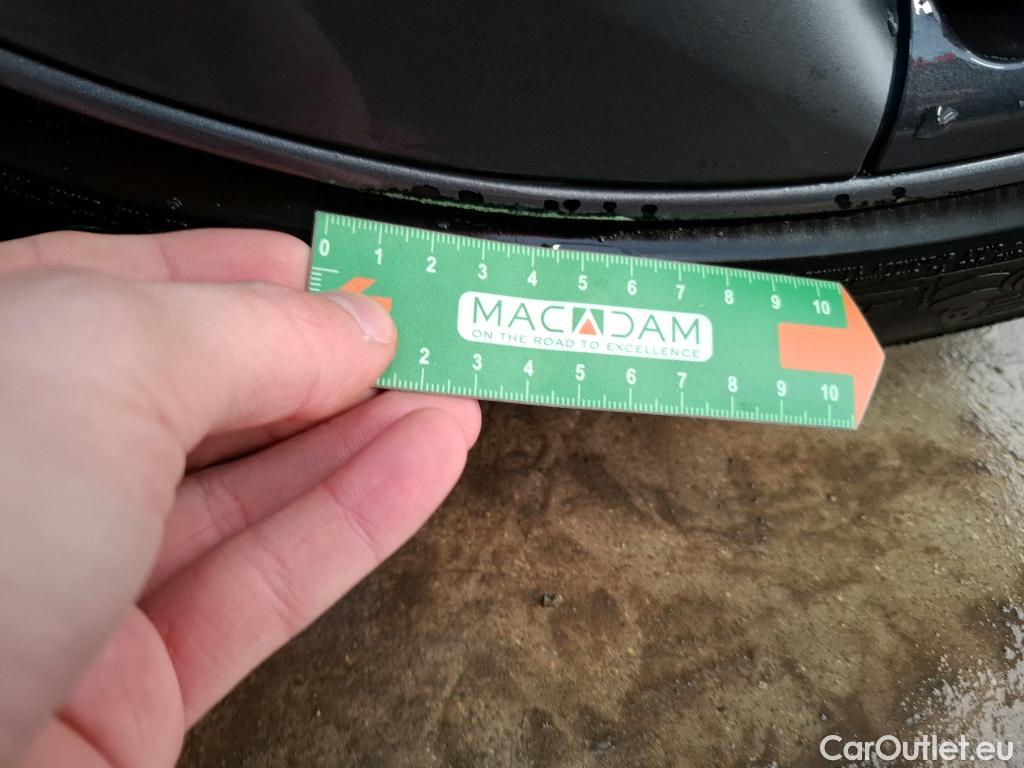 0 1 2 3 4 5 6 7 8 9 10
MACADAM
ON THE ROAD TO EXCELLENCE
2 3 4 5 6 7 8 9 10
CarOutlet.eu